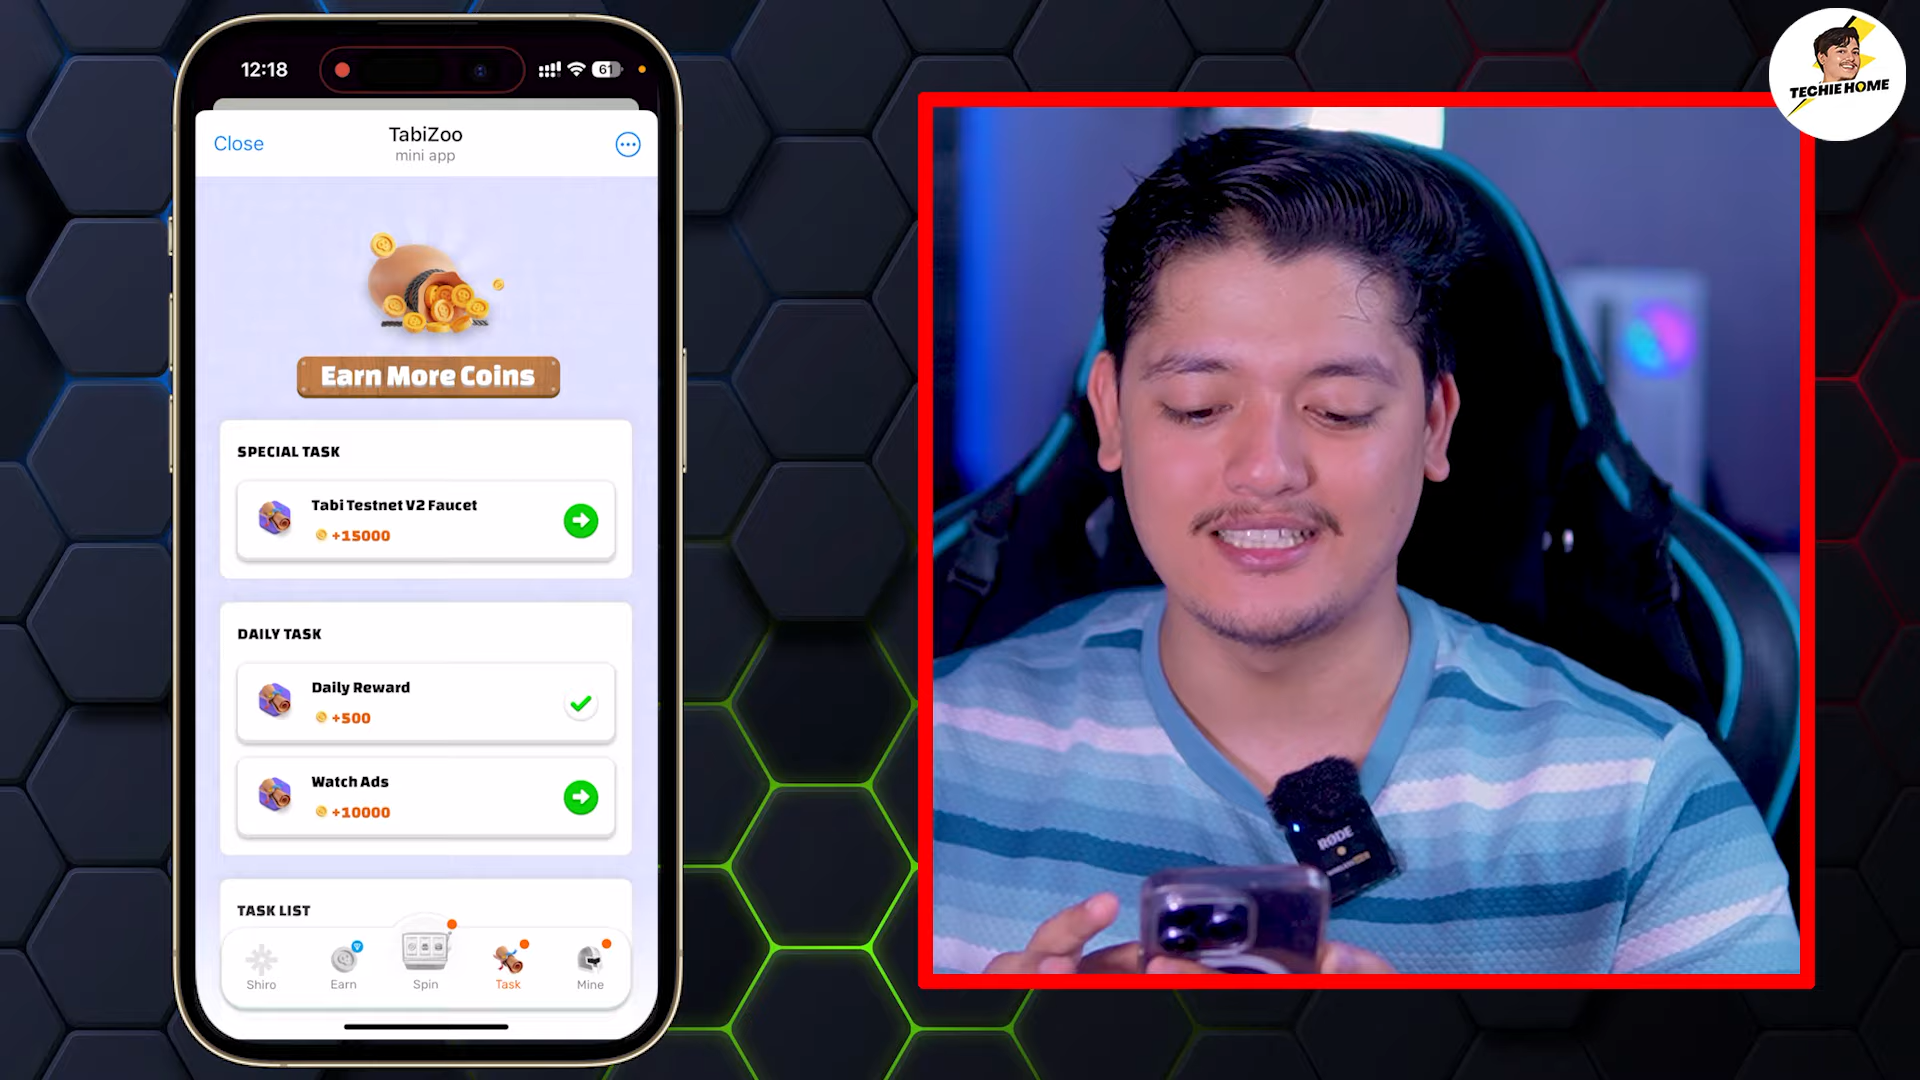 12:18
61
Close
TabiZoo
mini app
Earn More Coins
SPECIAL TASK
Tabi Testnet V2 Faucet
+15000
DAILY TASK
Daily Reward
+500
Watch Ads
+10000
TASK LIST
Shiro
Earn
Spin
Task
Mine
TECHIE HOME
RODE